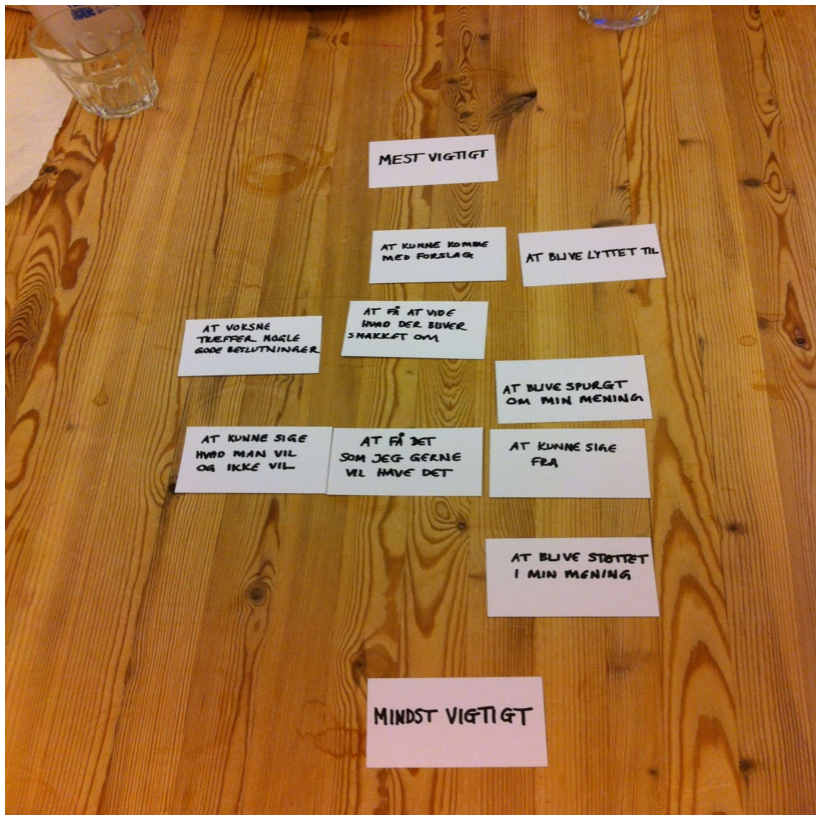 MEST VIGTIGT
AT KUNNE KOMME
MED FORSLAG
AT BLIVE LYTTET TIL
AT FÅ AT VIDE
HVAD DER BLIVER
SNAKKET OM
AT VOKSNE
TRÆFFER NOGLE
GODE BESLUTNINGER
AT BLIVE SPURGT
OM MIN MENING
AT KUNNE SIGE
HVAD MAN VIL
OG IKKE VIL
AT FÅ DET
SOM JEG GERNE
VIL HAVE DET
AT KUNNE SIGE
FRA
AT BLIVE STØTTET
I MIN MENING
MINDST VIGTIGT